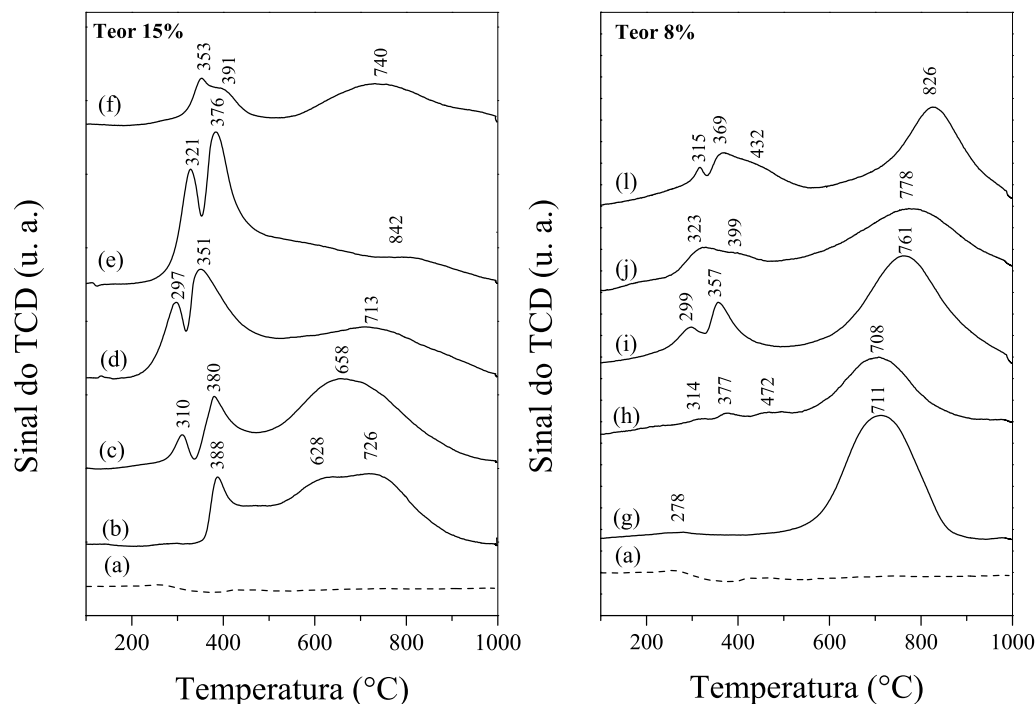 Teor 15%
353
391
740
(f)
376
321
842
(e)
351
297
713
(d)
658
380
310
(c)
388
628
726
(b)
(a)
200 400 600 800 1000
Temperatura (°C)
Sinal do TCD (u. a.)
Teor 8%
826
315
369
432
(l)
778
323
399
(j)
761
299
357
(i)
708
314
377
472
(h)
711
278
(g)
(a)
200 400 600 800 1000
Temperatura (°C)
Sinal do TCD (u. a.)